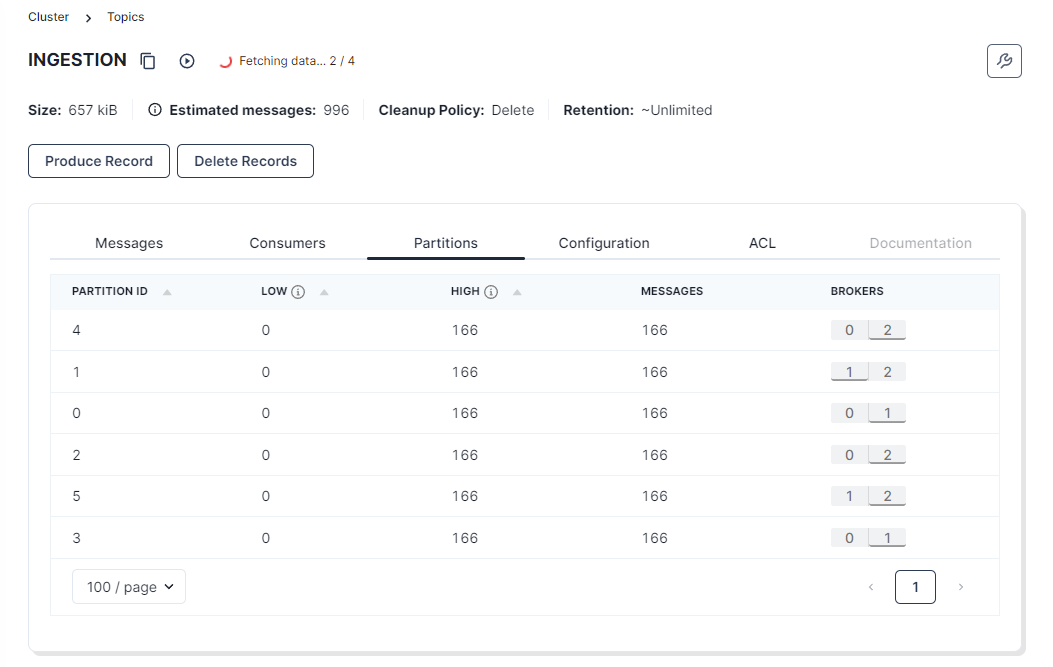 Cluster > Topics
INGESTION Fetching data... 2 / 4
Size: 657 kiB Estimated messages: 996 Cleanup Policy: Delete Retention: ~Unlimited
Produce Record Delete Records
Messages Consumers Partitions Configuration ACL Documentation
PARTITION ID LOW HIGH MESSAGES BROKERS
4 0 166 166 0 2
1 0 166 166 1 2
0 0 166 166 0 1
2 0 166 166 0 2
5 0 166 166 1 2
3 0 166 166 0 1
100 / page < 1 >